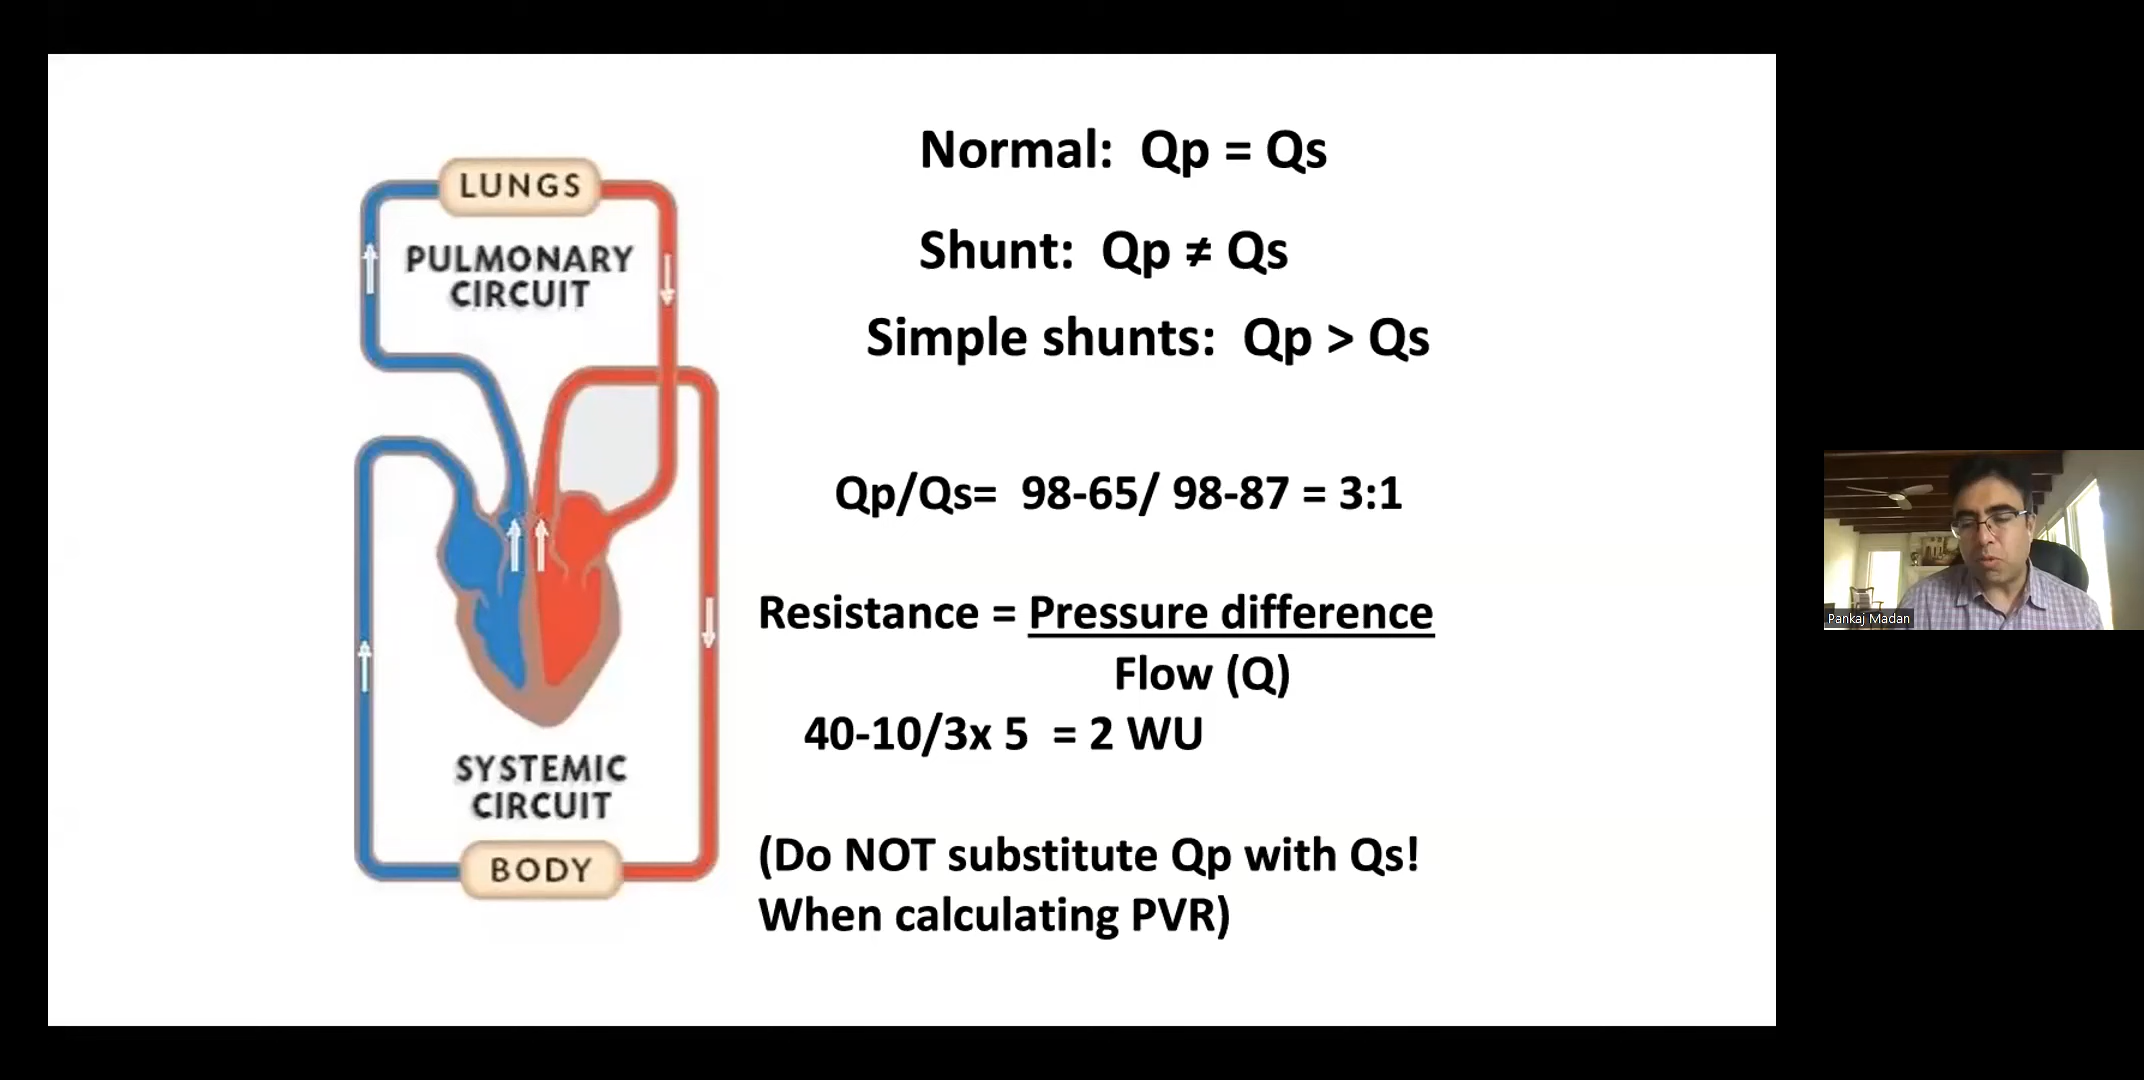 LUNGS
PULMONARY
CIRCUIT
SYSTEMIC
CIRCUIT
BODY
Normal: Qp = Qs
Shunt: Qp ≠ Qs
Simple shunts: Qp > Qs
Qp/Qs= 98-65/ 98-87 = 3:1
Resistance = Pressure difference
Flow (Q)
40-10/3x 5 = 2 WU
(Do NOT substitute Qp with Qs!
When calculating PVR)
Pankaj Madan